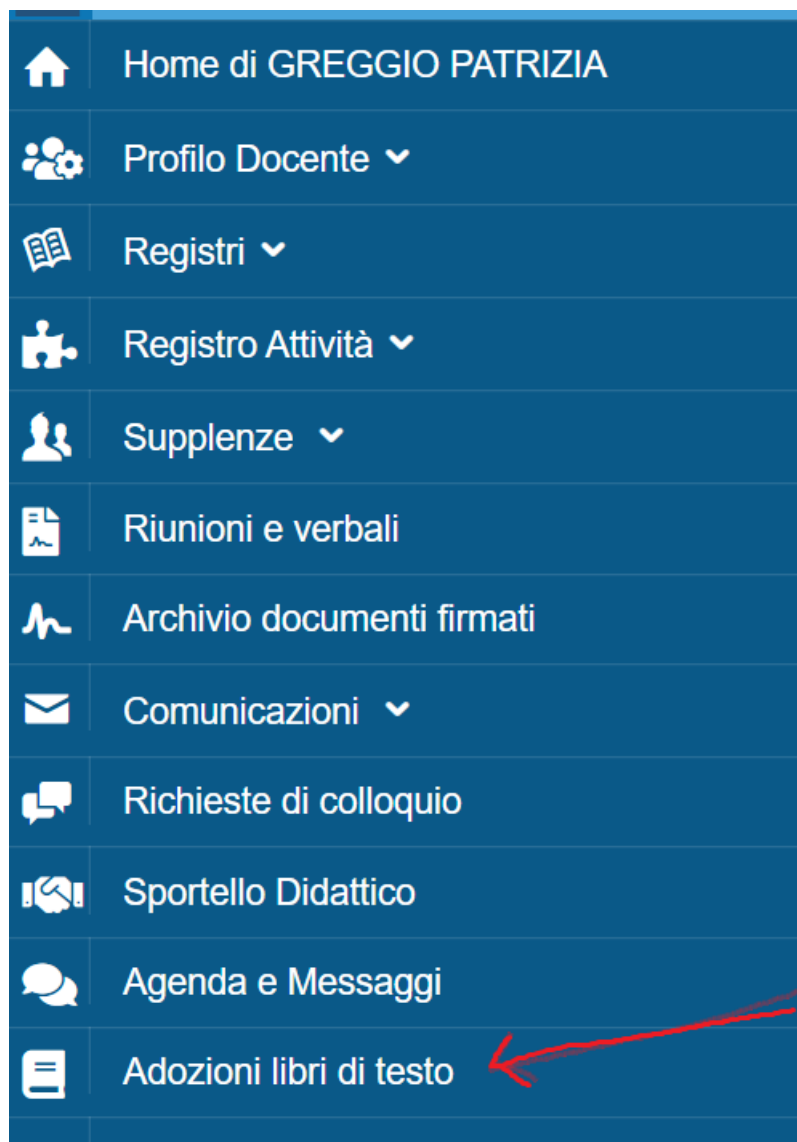 Home di GREGGIO PATRIZIA
Profilo Docente
Registri
Registro Attività
Supplenze
Riunioni e verbali
Archivio documenti firmati
Comunicazioni
Richieste di colloquio
Sportello Didattico
Agenda e Messaggi
Adozioni libri di testo